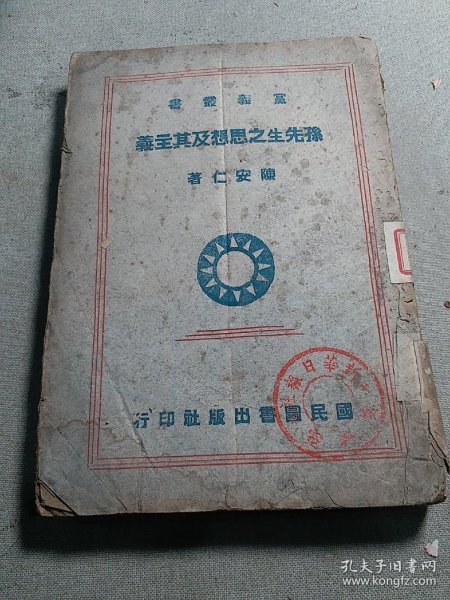 黨義叢書
孫先生之思想及其主義
陳安仁著
國民圖書出版社印行
孔夫子旧书网
www.kongfz.com